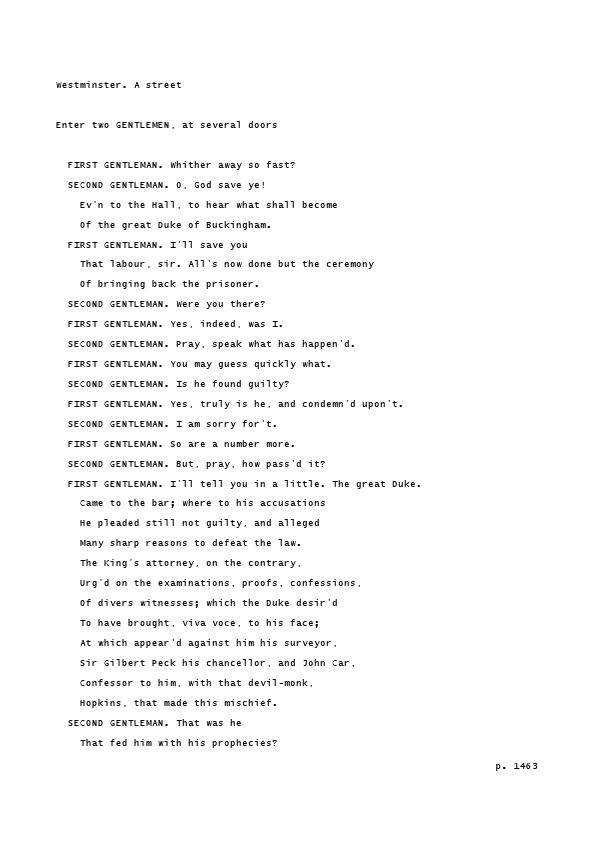 Westminster. A street
Enter two GENTLEMEN, at several doors
FIRST GENTLEMAN. Whither away so fast?
SECOND GENTLEMAN. O, God save ye!
Ev'n to the Hall, to hear what shall become
Of the great Duke of Buckingham.
FIRST GENTLEMAN. I'll save you
That labour, sir. All's now done but the ceremony
Of bringing back the prisoner.
SECOND GENTLEMAN. Were you there?
FIRST GENTLEMAN. Yes, indeed, was I.
SECOND GENTLEMAN. Pray, speak what has happen'd.
FIRST GENTLEMAN. You may guess quickly what.
SECOND GENTLEMAN. Is he found guilty?
FIRST GENTLEMAN. Yes, truly is he, and condemn'd upon't.
SECOND GENTLEMAN. I am sorry for't.
FIRST GENTLEMAN. So are a number more.
SECOND GENTLEMAN. But, pray, how pass'd it?
FIRST GENTLEMAN. I'll tell you in a little. The great Duke.
Came to the bar; where to his accusations
He pleaded still not guilty, and alleged
Many sharp reasons to defeat the law.
The King's attorney, on the contrary,
Urg'd on the examinations, proofs, confessions,
Of divers witnesses; which the Duke desir'd
To have brought, viva voce, to his face;
At which appear'd against him his surveyor,
Sir Gilbert Peck his chancellor, and John Car,
Confessor to him, with that devil-monk,
Hopkins, that made this mischief.
SECOND GENTLEMAN. That was he
That fed him with his prophecies?
p. 1463